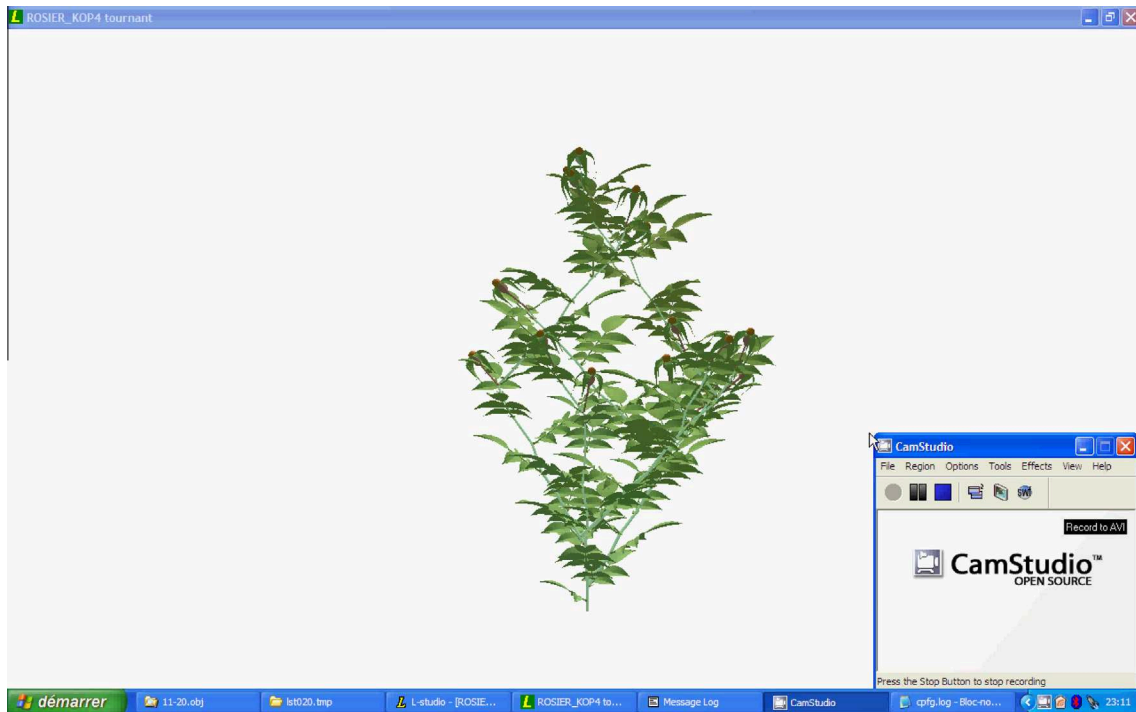 ROSIER_KOP4 tournant
CamStudio
File Region Options Tools Effects View Help
SWF
Record to AVI
CamStudio™
OPEN SOURCE
Press the Stop Button to stop recording
démarrer 11-20.obj lst020.tmp L-studio - [ROSIE... ROSIER_KOP4 to... Message Log CamStudio cpfg.log - Bloc-no... 23:11